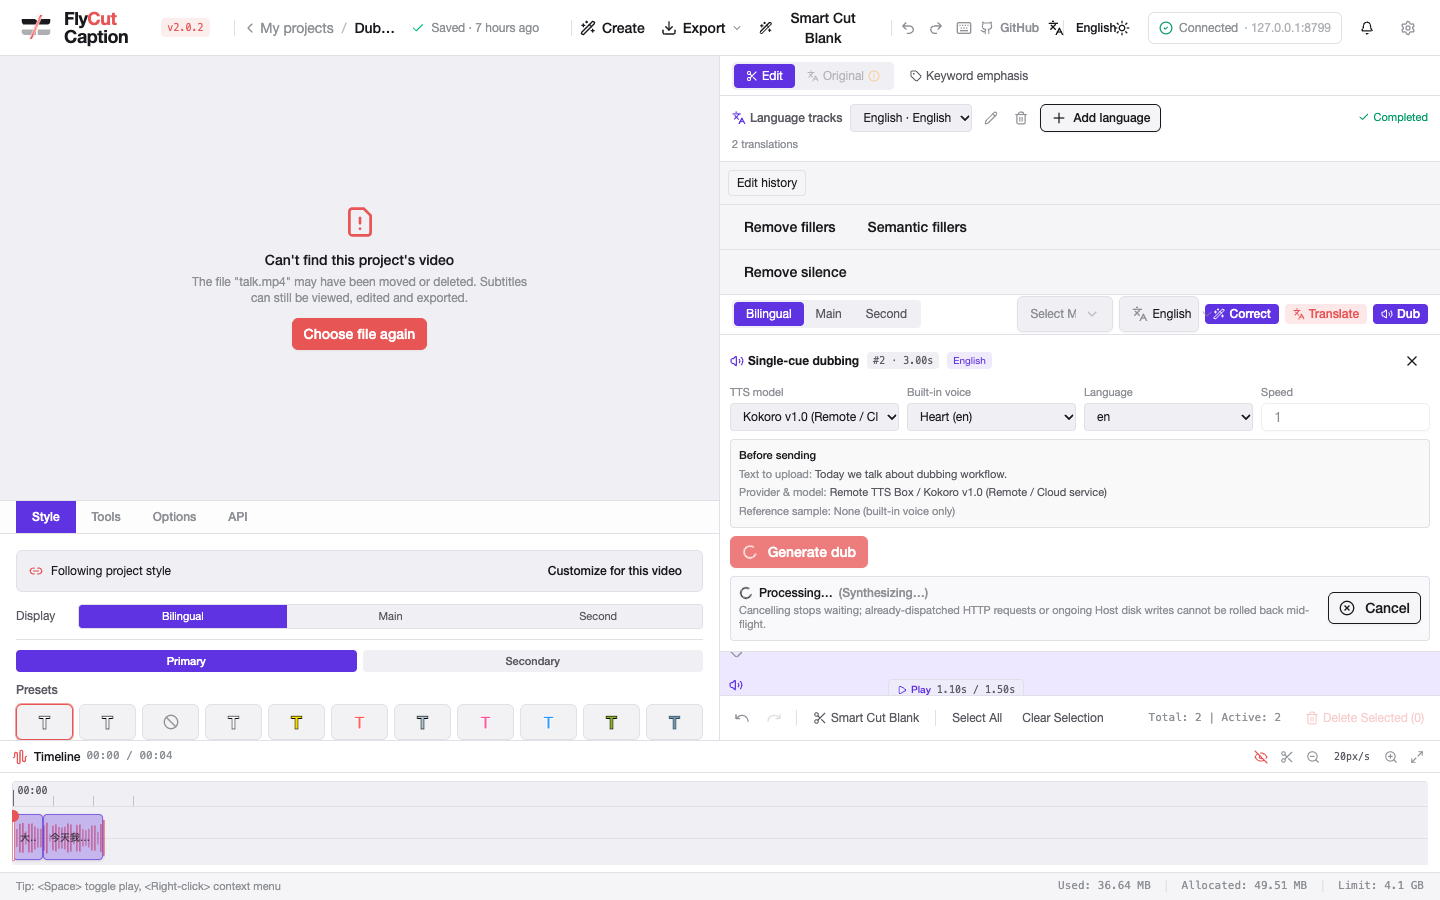 FlyCut Caption
v2.0.2
My projects / Dub...
Saved · 7 hours ago
Create
Export
Smart Cut Blank
GitHub
English
Connected · 127.0.0.1:8799
Can't find this project's video
The file "talk.mp4" may have been moved or deleted. Subtitles
can still be viewed, edited and exported.
Choose file again
Style
Tools
Options
API
Following project style
Customize for this video
Display
Bilingual
Main
Second
Primary
Secondary
Presets
Edit
Original
Keyword emphasis
Language tracks
English · English
Add language
Completed
2 translations
Edit history
Remove fillers
Semantic fillers
Remove silence
Bilingual
Main
Second
Select M
English
Correct
Translate
Dub
Single-cue dubbing
#2 · 3.00s
English
TTS model
Built-in voice
Language
Speed
Kokoro v1.0 (Remote / Cl
Heart (en)
en
1
Before sending
Text to upload: Today we talk about dubbing workflow.
Provider & model: Remote TTS Box / Kokoro v1.0 (Remote / Cloud service)
Reference sample: None (built-in voice only)
Generate dub
Processing... (Synthesizing...)
Cancelling stops waiting; already-dispatched HTTP requests or ongoing Host disk writes cannot be rolled back mid-
flight.
Cancel
Play 1.10s / 1.50s
Smart Cut Blank
Select All
Clear Selection
Total: 2 | Active: 2
Delete Selected (0)
Timeline
00:00 / 00:04
20px/s
00:00
大...
今天我...
Tip: <Space> toggle play, <Right-click> context menu
Used: 36.64 MB
Allocated: 49.51 MB
Limit: 4.1 GB